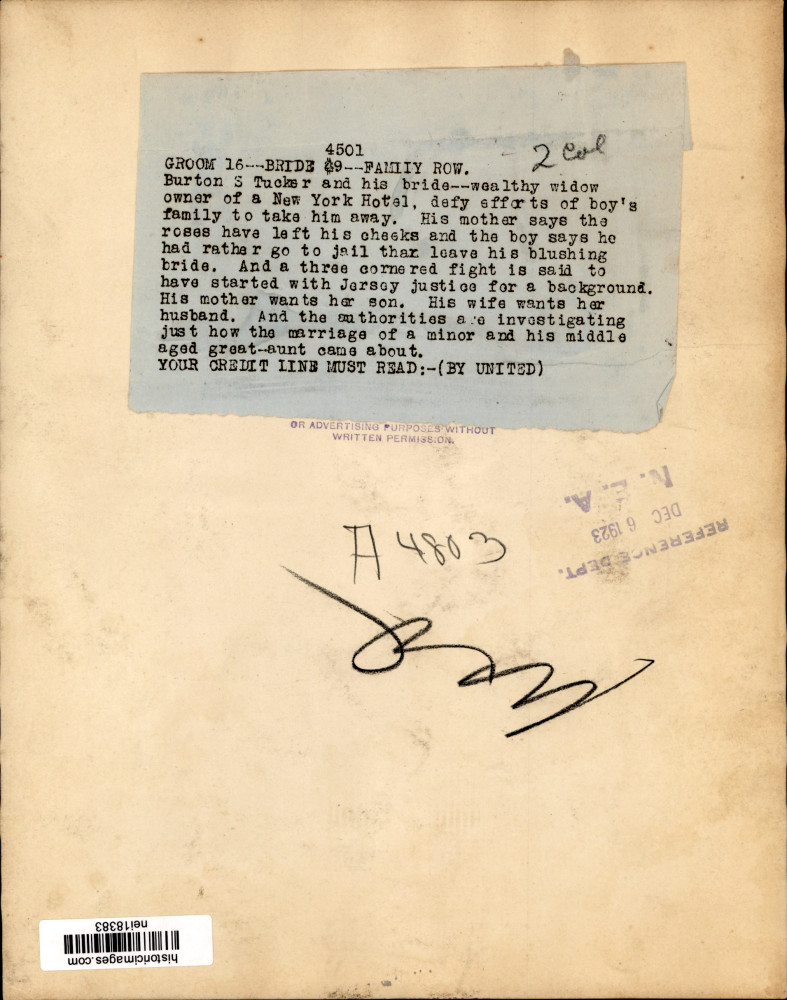 4501
2 Col
GROOM 16--BRIDE 49--FAMIIY ROW.
Burton S Tucker and his bride--wealthy widow
owner of a New York Hotel, defy efforts of boy's
family to take him away. His mother says the
roses have left his cheeks and the boy says he
had rather go to jail than leave his blushing
bride. And a three cornered fight is said to
have started with Jersey justice for a background.
His mother wants her son. His wife wants her
husband. And the authorities are investigating
just how the marriage of a minor and his middle
aged great-aunt came about.
YOUR CREDIT LINE MUST READ:-(BY UNITED)
OR ADVERTISING PURPOSES WITHOUT
WRITTEN PERMISSION.
REFERENCE DEPT.
DEC 6 1923
N. E. A.
A 4803
historicimages.com
nei18383